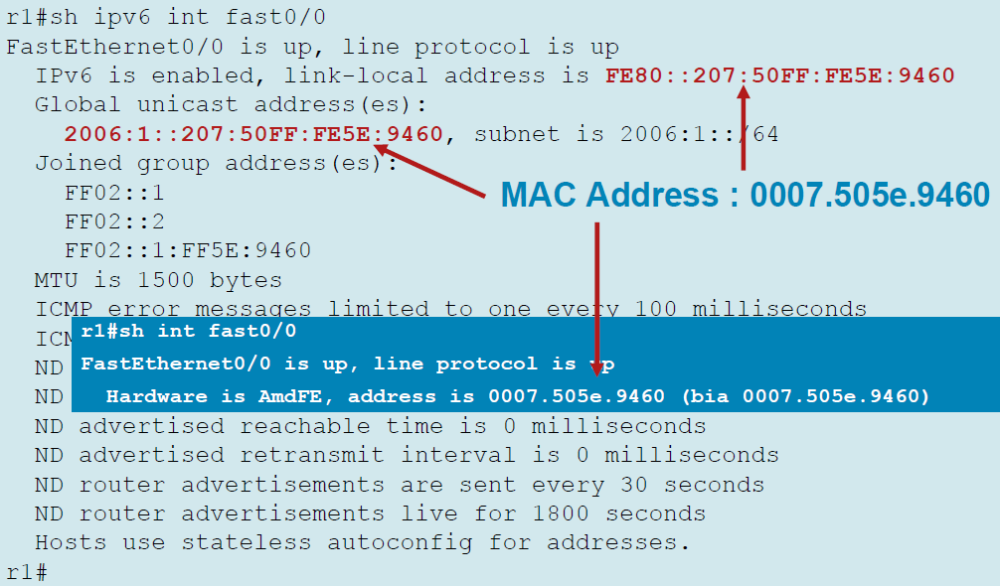 r1#sh ipv6 int fast0/0
FastEthernet0/0 is up, line protocol is up
IPv6 is enabled, link-local address is FE80::207:50FF:FE5E:9460
Global unicast address(es):
2006:1::207:50FF:FE5E:9460, subnet is 2006:1::/64
Joined group address(es):
FF02::1
MAC Address : 0007.505e.9460
FF02::2
FF02::1:FF5E:9460
MTU is 1500 bytes
ICMP error messages limited to one every 100 milliseconds
r1#sh int fast0/0
FastEthernet0/0 is up, line protocol is up
ND
Hardware is AmdFE, address is 0007.505e.9460 (bia 0007.505e.9460)
ND
ND advertised reachable time is 0 milliseconds
ND advertised retransmit interval is 0 milliseconds
ND router advertisements are sent every 30 seconds
ND router advertisements live for 1800 seconds
Hosts use stateless autoconfig for addresses.
r1#